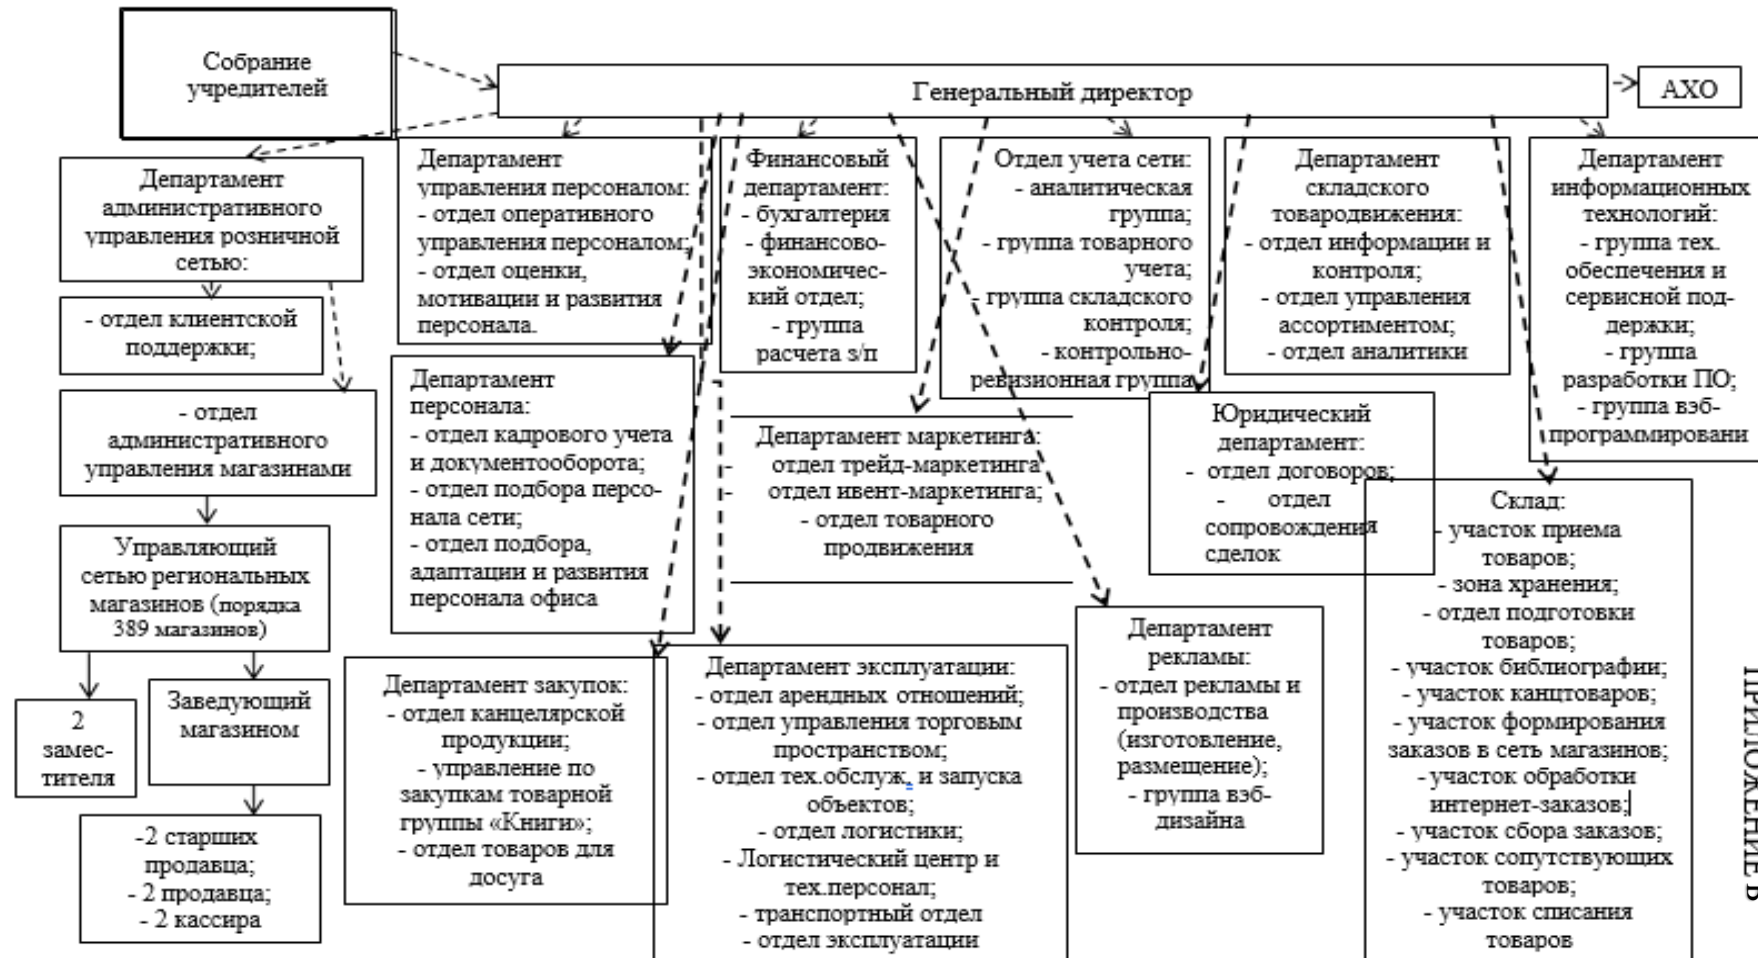 Собрание
учредителей
Генеральный директор
АХО
Департамент
административного
управления розничной
сетью:
- отдел клиентской
поддержки;
- отдел
административного
управления магазинами
Управляющий
сетью региональных
магазинов (порядка
389 магазинов)
2
замес-
тителя
Заведующий
магазином
-2 старших
продавца;
- 2 продавца;
- 2 кассира
Департамент
управления персоналом:
- отдел оперативного
управления персоналом;
- отдел оценки,
мотивации и развития
персонала.
Департамент
персонала:
- отдел кадрового учета
и документооборота;
- отдел подбора персо-
нала сети;
- отдел подбора,
адаптации и развития
персонала офиса
Департамент закупок:
- отдел канцелярской
продукции;
- управление по
закупкам товарной
группы «Книги»;
- отдел товаров для
досуга
Финансовый
департамент:
- бухгалтерия
- финансово-
экономичес-
кий отдел;
- группа
расчета з/п
Департамент маркетинга:
- отдел трейд-маркетинга
- отдел ивент-маркетинга;
- отдел товарного
продвижения
Департамент эксплуатации:
- отдел арендных отношений;
- отдел управления торговым
пространством;
- отдел тех.обслуж. и запуска
объектов;
- отдел логистики;
- Логистический центр и
тех.персонал;
- транспортный отдел
- отдел эксплуатации
Отдел учета сети:
- аналитическая
группа;
- группа товарного
учета;
- группа складского
контроля;
- контрольно-
ревизионная группа
Департамент
рекламы:
- отдел рекламы и
производства
(изготовление,
размещение);
- группа вэб-
дизайна
Департамент
складского
товародвижения:
- отдел информации и
контроля;
- отдел управления
ассортиментом;
- отдел аналитики
Юридический
департамент:
- отдел договоров;
- отдел
сопровождения
сделок
Департамент
информационных
технологий:
- группа тех.
обеспечения и
сервисной под-
держки;
- группа
разработки ПО;
- группа вэб-
программировани
Склад:
- участок приема
товаров;
- зона хранения;
- отдел подготовки
товаров;
- участок библиографии;
- участок канцтоваров;
- участок формирования
заказов в сеть магазинов;
- участок обработки
интернет-заказов;
- участок сбора заказов;
- участок сопутствующих
товаров;
- участок списания
товаров
ПРИЛОЖЕНИЕ